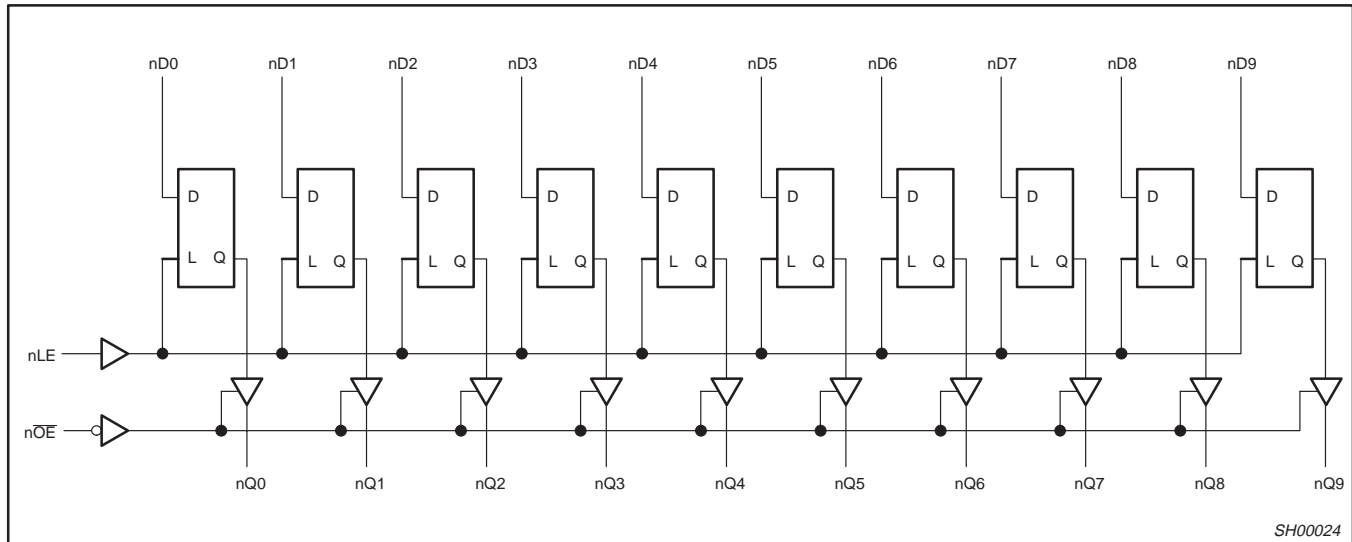 nD0 nD1 nD2 nD3 nD4 nD5 nD6 nD7 nD8 nD9
D D D D D D D D D D
L Q L Q L Q L Q L Q L Q L Q L Q L Q L Q
nLE
nOE
nQ0 nQ1 nQ2 nQ3 nQ4 nQ5 nQ6 nQ7 nQ8 nQ9
SH00024